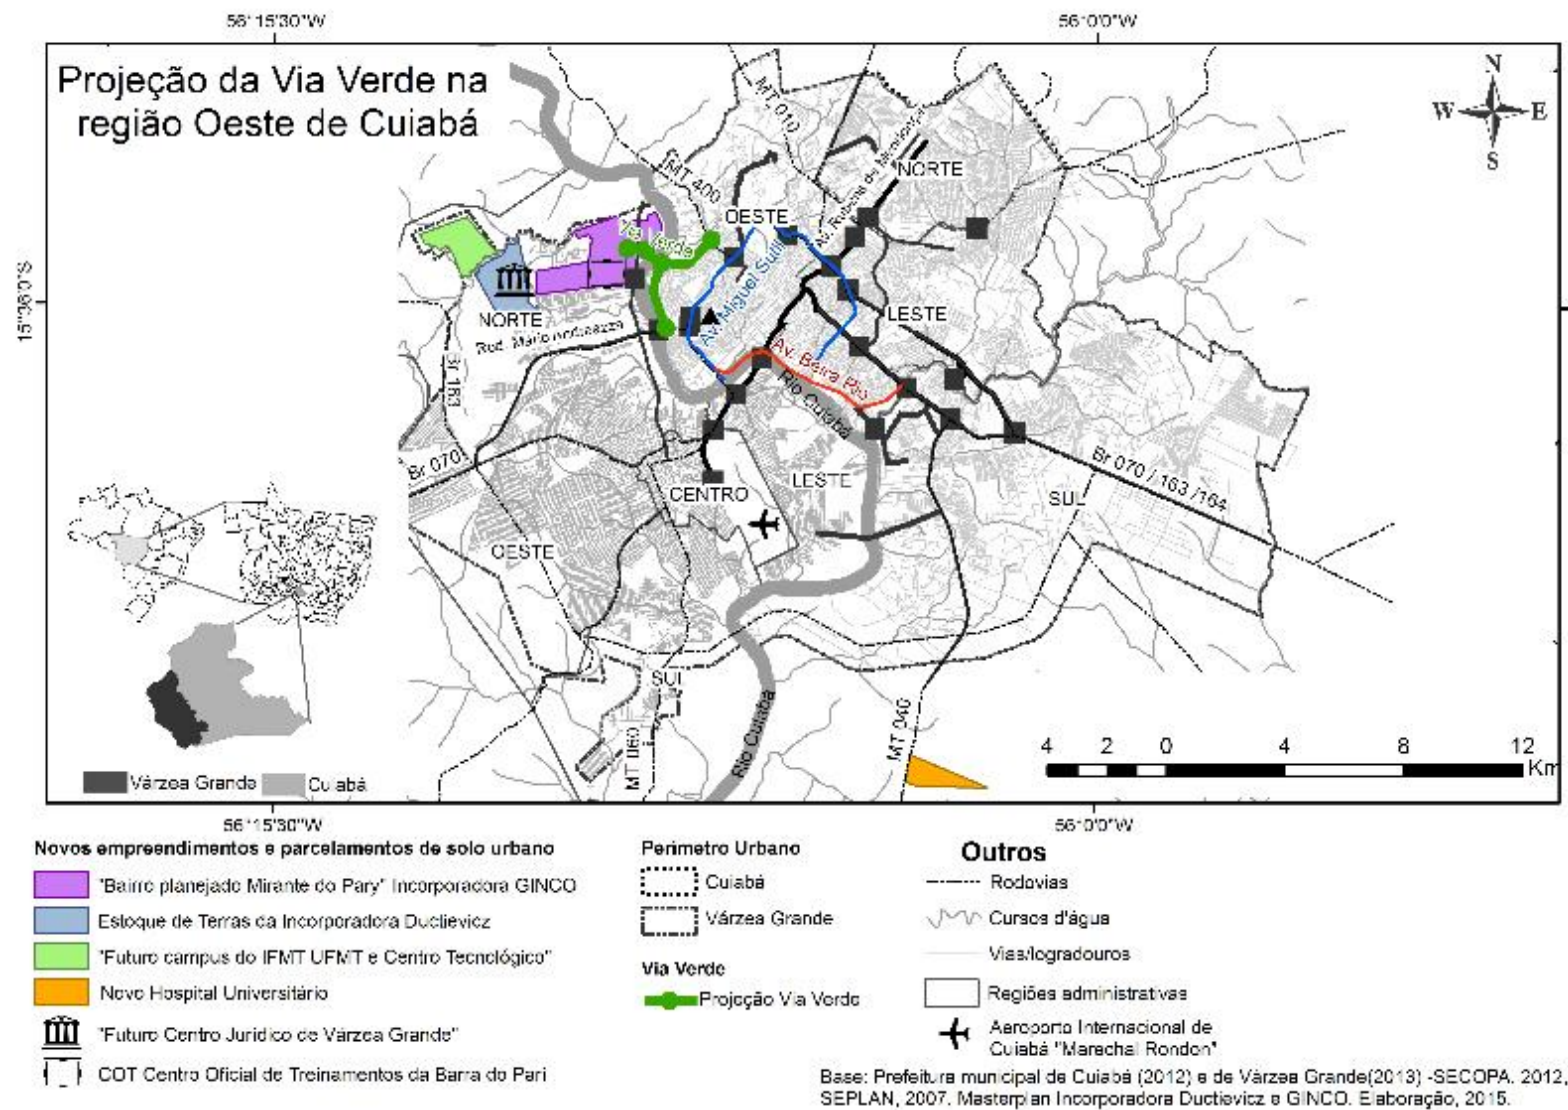 56°15'30"W
56°0'0"W
Projeção da Via Verde na
região Oeste de Cuiabá
N
W E
S
15°36'0"S
MT 010
MT 400
NORTE
OESTE
Via Verde
Av. Miguel Sutil
NORTE
LESTE
Rod. Mário Andreazza
Br 163
Av. Beira Rio
Rio Cuiabá
Br 070
CENTRO
LESTE
Br 070 / 163 /164
SUL
OESTE
SUL
MT 060
Rio Cuiabá
MT 040
4 2 0 4 8 12
Km
Várzea Grande
Cuiabá
56°15'30"W
56°0'0"W
Novos empreendimentos e parcelamentos de solo urbano
"Bairro planejado Mirante do Pary" Incorporadora GINCO
Estoque de Terras da Incorporadora Ductievicz
"Futuro campus do IFMT UFMT e Centro Tecnológico"
Novo Hospital Universitário
"Futuro Centro Jurídico de Várzea Grande"
COT Centro Oficial de Treinamentos da Barra do Pari
Perímetro Urbano
Cuiabá
Várzea Grande
Via Verde
Projeção Via Verde
Outros
Rodovias
Cursos d'água
Vias/logradouros
Regiões administrativas
Aeroporto Internacional de
Cuiabá "Marechal Rondon"
Base: Prefeitura municipal de Cuiabá (2012) e de Várzea Grande(2013) -SECOPA. 2012,
SEPLAN, 2007. Masterplan Incorporadora Ductievicz e GINCO. Elaboração, 2015.